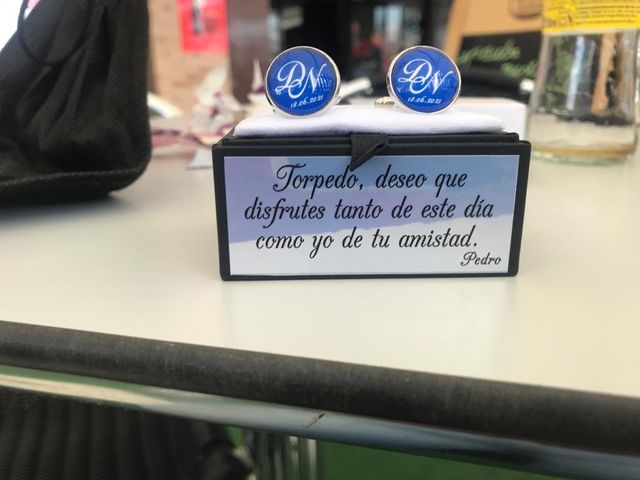 DN
18.06.2021
DN
18.06.2021
Torpedo, deseo que
disfrutes tanto de este día
como yo de tu amistad.
Pedro